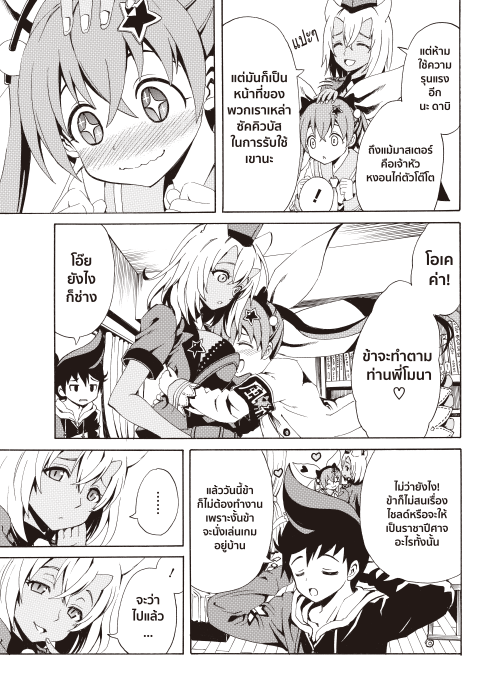 แต่ห้าม
ใช้ความ
รุนแรง
อีก
นะ ดาบิ
ถึงแม้มาสเตอร์
คือเจ้าหัว
หงอนไก่ตัวโตีโต
แปะๆ
!
แต่มันก็เป็น
หน้าที่ของ
พวกเราเหล่า
ซัคคิวบัส
ในการรับใช้
เขานะ
โอเค
ค่า!
ข้าจะทำตาม
ท่านพี่โมนา
♡
โอ๊ย
ยังไง
ก็ช่าง
ไม่ว่ายังไง!
ข้าก็ไม่สนเรื่อง
ไชลด์หรือจะให้
เป็นราชาปีศาจ
อะไรทั้งนั้น
แล้ววันนี้ข้า
ก็ไม่ต้องทำงาน
เพราะงั้นข้า
จะนั่งเล่นเกม
อยู่บ้าน
......
!
จะว่า
ไปแล้ว
...